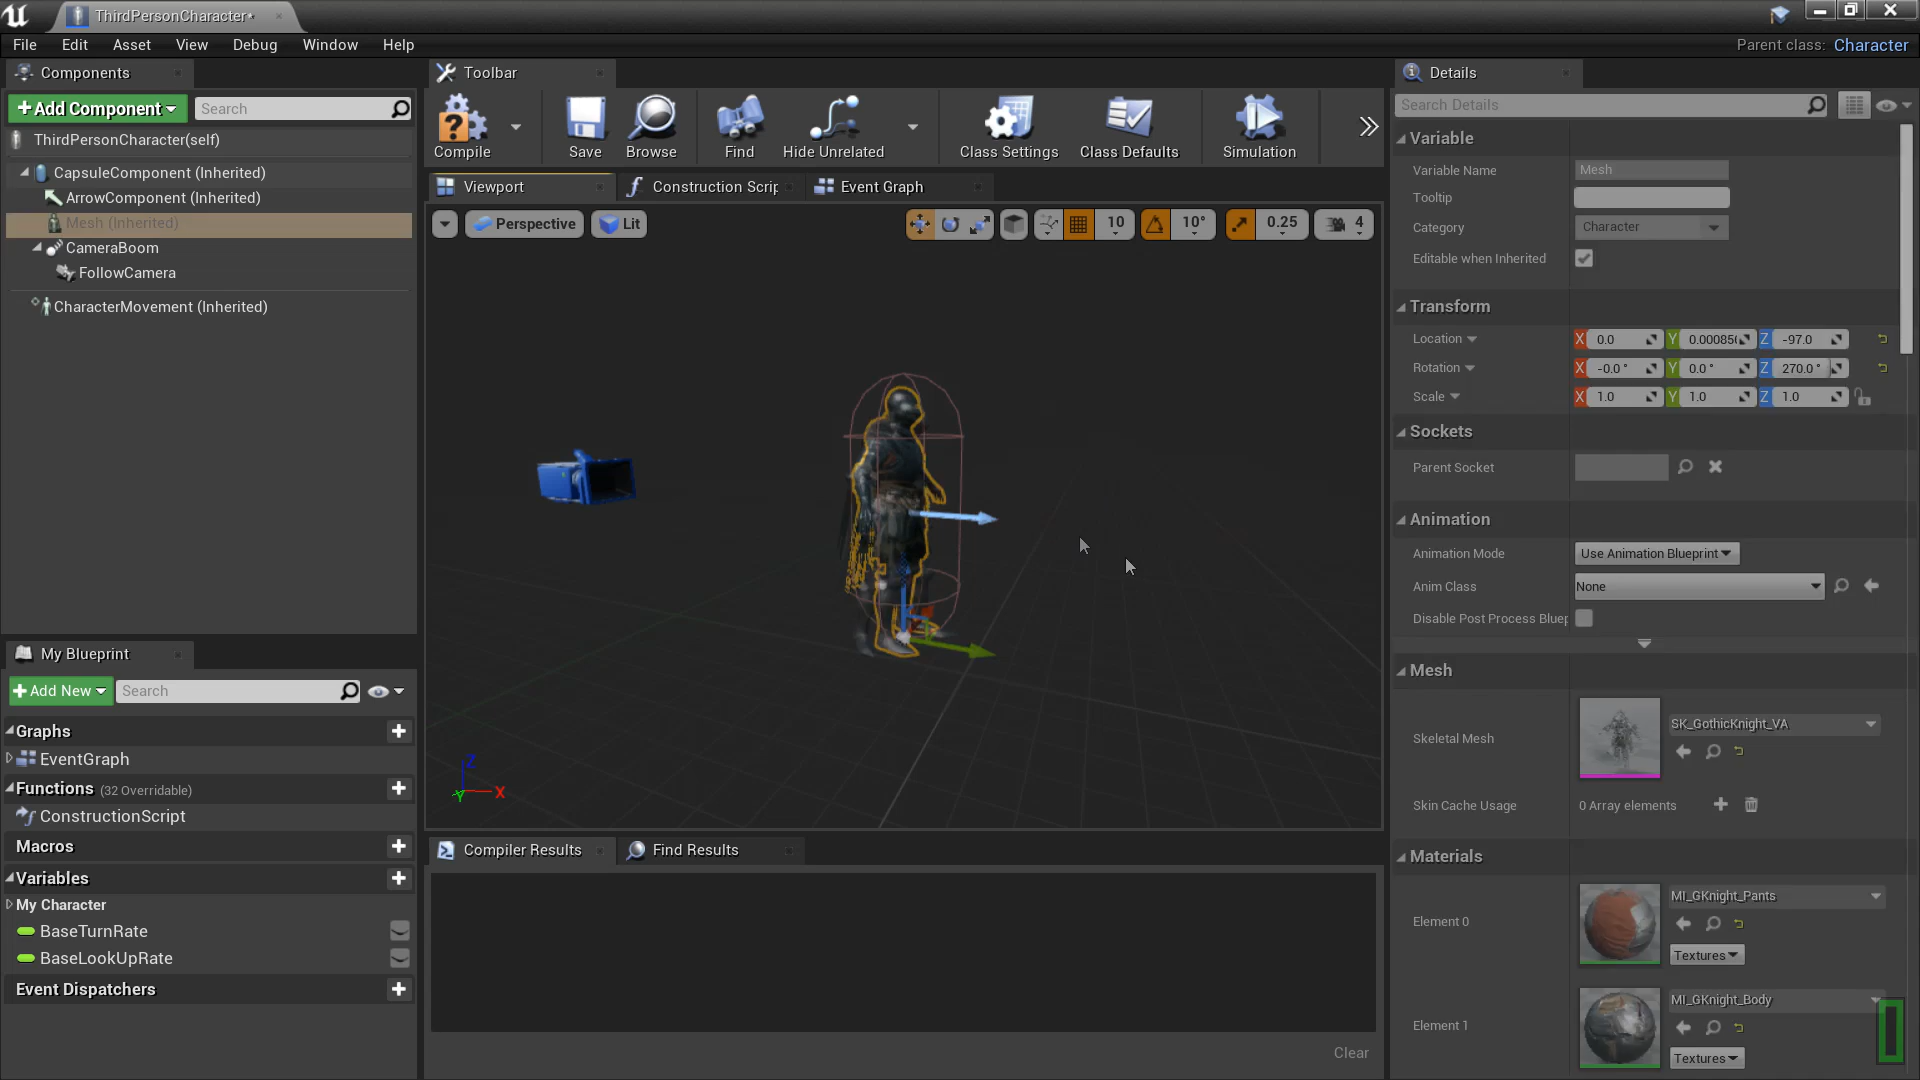 ThirdPersonCharacter*
File
Edit
Asset
View
Debug
Window
Help
Parent class: Character
Components
Add Component
Search
ThirdPersonCharacter(self)
CapsuleComponent (Inherited)
ArrowComponent (Inherited)
Mesh (Inherited)
CameraBoom
FollowCamera
CharacterMovement (Inherited)
My Blueprint
Add New
Search
Graphs
EventGraph
Functions (32 Overridable)
ConstructionScript
Macros
Variables
My Character
BaseTurnRate
BaseLookUpRate
Event Dispatchers
Toolbar
Compile
Save
Browse
Find
Hide Unrelated
Class Settings
Class Defaults
Simulation
Viewport
Construction Scrip
Event Graph
Perspective
Lit
10
10°
0.25
4
Z
X
Y
Compiler Results
Find Results
Clear
Details
Search Details
Variable
Variable Name
Mesh
Tooltip
Category
Character
Editable when Inherited
Transform
Location
X 0.0 Y 0.00085( Z -97.0
Rotation
X -0.0 ° Y 0.0 ° Z 270.0 °
Scale
X 1.0 Y 1.0 Z 1.0
Sockets
Parent Socket
Animation
Animation Mode
Use Animation Blueprint
Anim Class
None
Disable Post Process Bluep
Mesh
Skeletal Mesh
SK_GothicKnight_VA
Skin Cache Usage
0 Array elements
Materials
Element 0
MI_GKnight_Pants
Textures
Element 1
MI_GKnight_Body
Textures